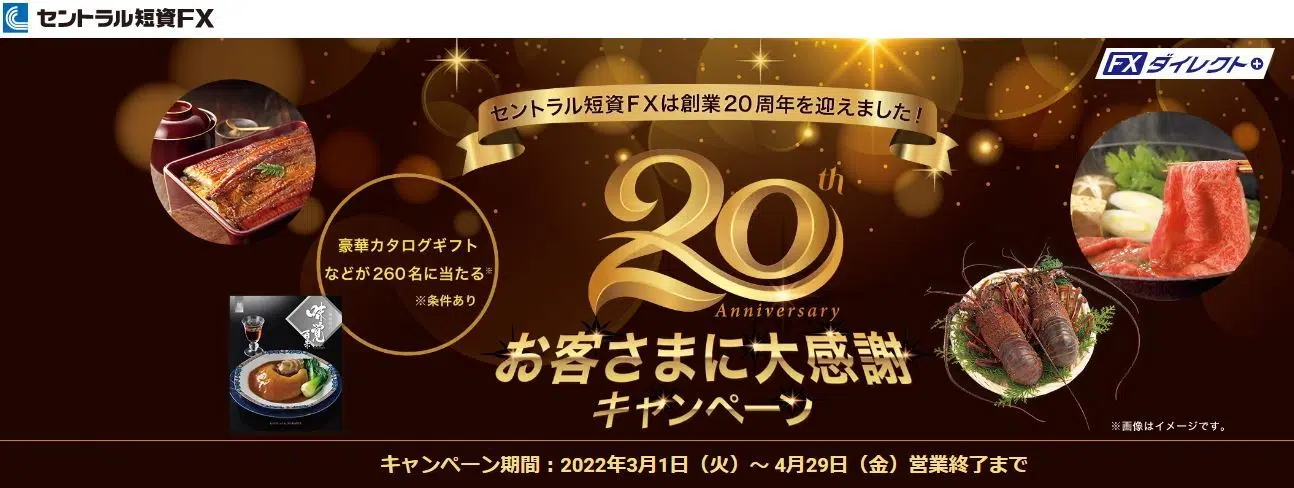 セントラル短資FX
FXダイレクト+
セントラル短資FXは創業20周年を迎えました！
20th
Anniversary
豪華カタログギフト
などが260名に当たる※
※条件あり
味覚
お客さまに大感謝
キャンペーン
※画像はイメージです。
キャンペーン期間：2022年3月1日（火）～ 4月29日（金）営業終了まで